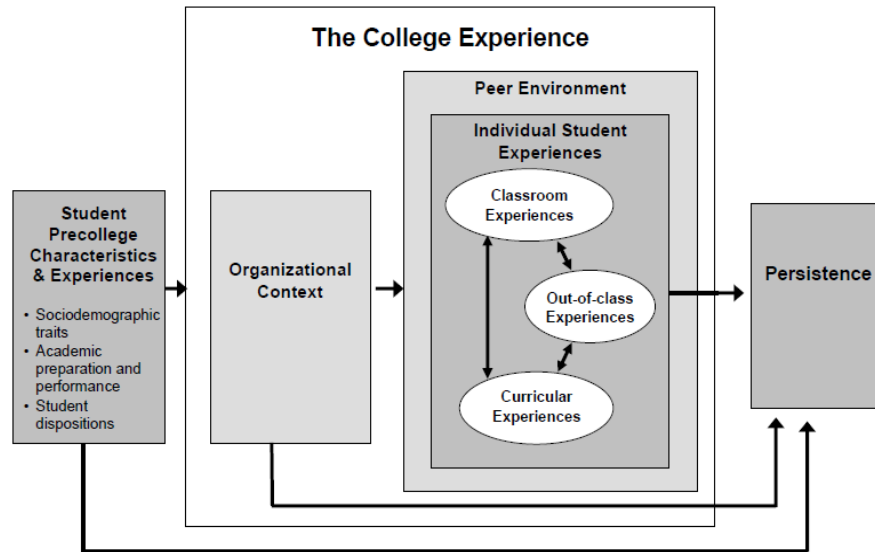 The College Experience
Peer Environment
Individual Student
Experiences
Classroom
Experiences
Student
Precollege
Characteristics
& Experiences
• Sociodemographic
traits
• Academic
preparation and
performance
• Student
dispositions
Organizational
Context
Out-of-class
Experiences
Curricular
Experiences
Persistence